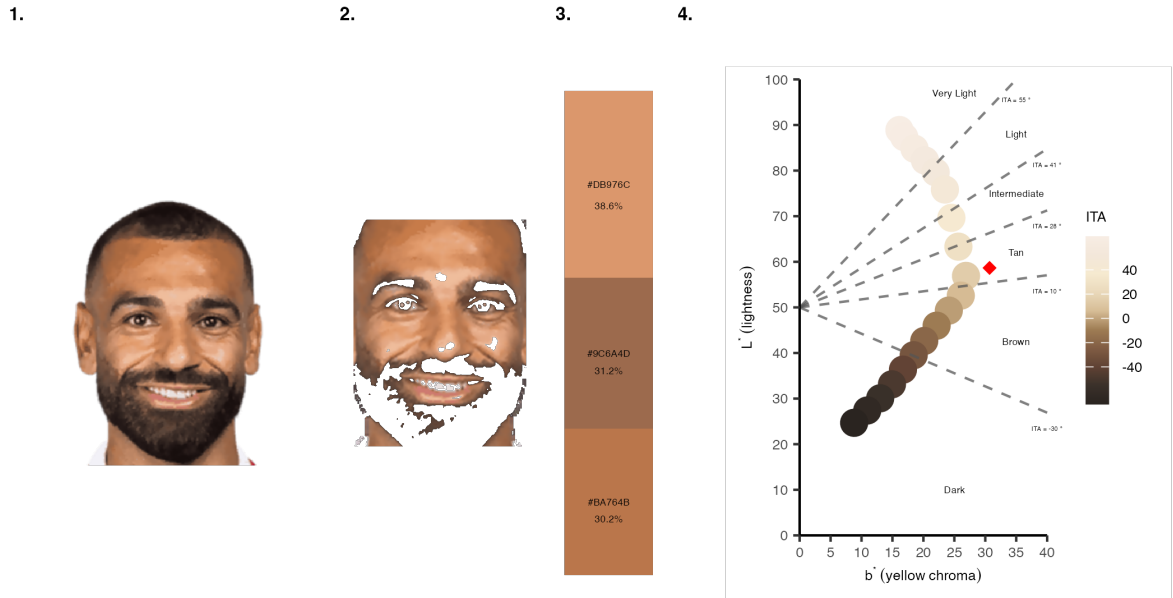 1.
2.
3.
4.
#DB976C
38.6%
#9C6A4D
31.2%
#BA764B
30.2%
100
90
80
70
60
50
40
30
20
10
0
0 5 10 15 20 25 30 35 40
L* (lightness)
b* (yellow chroma)
Very Light
ITA = 55 °
Light
ITA = 41 °
Intermediate
ITA = 28 °
Tan
ITA = 10 °
Brown
ITA = -30 °
Dark
ITA
40
20
0
-20
-40